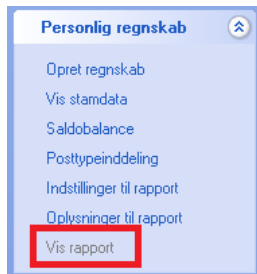 Personlig regnskab
Opret regnskab
Vis stamdata
Saldobalance
Posttypeinddeling
Indstillinger til rapport
Oplysninger til rapport
Vis rapport